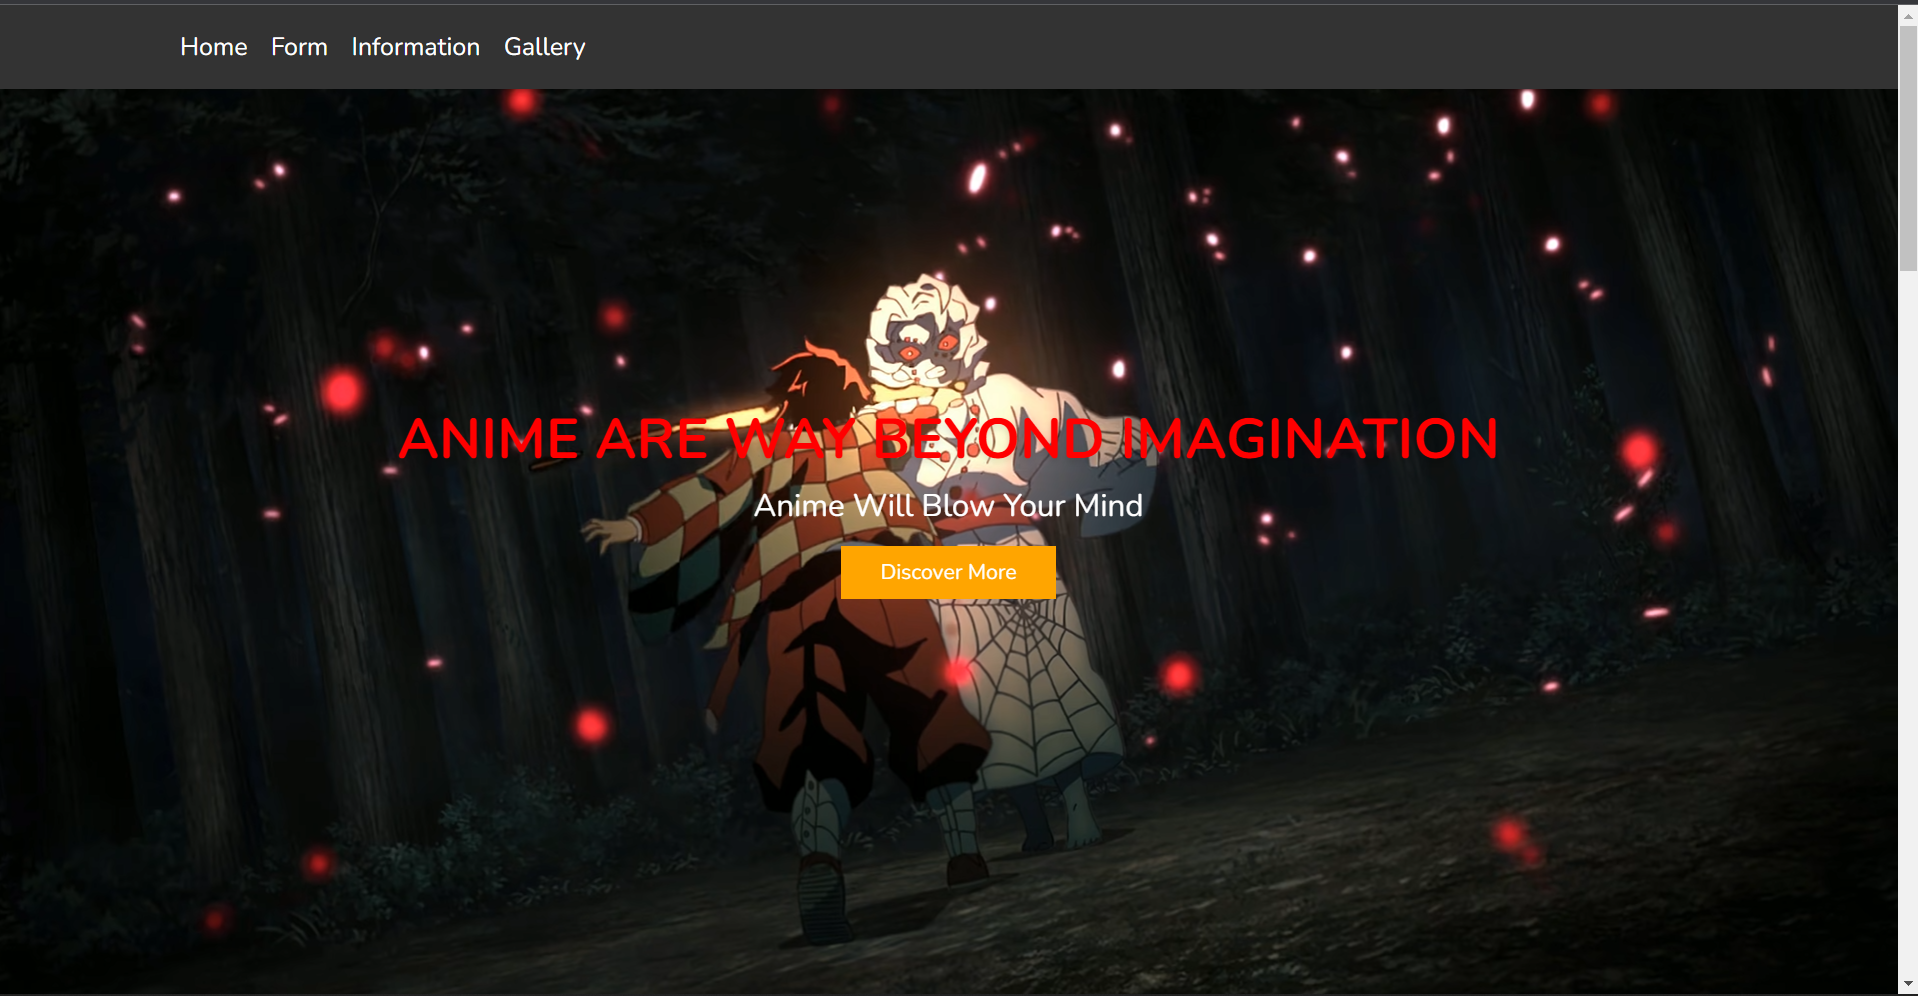 Home Form Information Gallery
ANIME ARE WAY BEYOND IMAGINATION
Anime Will Blow Your Mind
Discover More